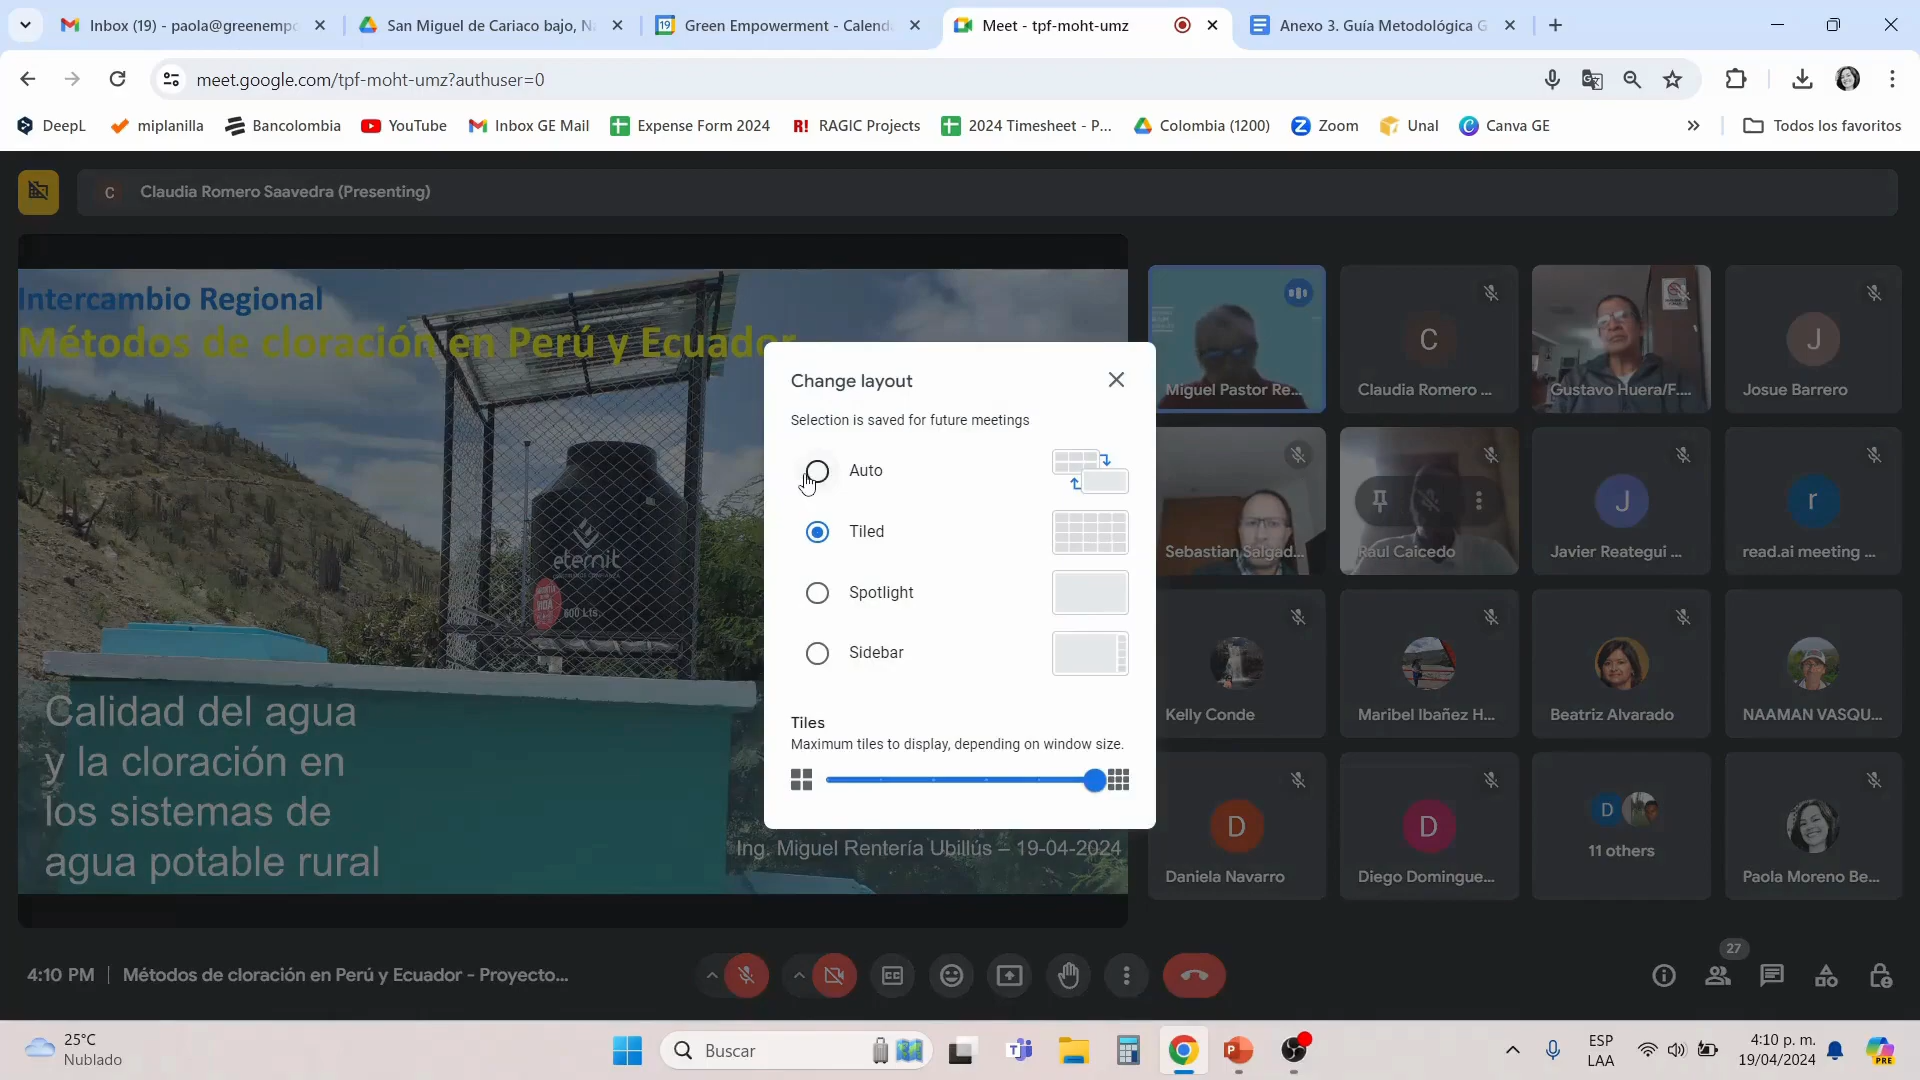 Inbox (19) - paola@greenempo
San Miguel de Cariaco bajo, Na
19
Green Empowerment - Calenda
Meet - tpf-moht-umz
Anexo 3. Guía Metodológica G
meet.google.com/tpf-moht-umz?authuser=0
DeepL
miplanilla
Bancolombia
YouTube
Inbox GE Mail
Expense Form 2024
R! RAGIC Projects
2024 Timesheet - P...
Colombia (1200)
Zoom
Unal
Canva GE
Todos los favoritos
C
Claudia Romero Saavedra (Presenting)
Intercambio Regional
Métodos de cloración en Perú y Ecuador
eternit
600 Lts.
Calidad del agua
y la cloración en
los sistemas de
agua potable rural
Ing. Miguel Rentería Ubillús – 19-04-2024
Change layout
Selection is saved for future meetings
Auto
Tiled
Spotlight
Sidebar
Tiles
Maximum tiles to display, depending on window size.
Miguel Pastor Re...
C
Claudia Romero ...
Gustavo Huera/F....
J
Josue Barrero
Sebastian Salgad...
Raul Caicedo
J
Javier Reategui ...
r
read.ai meeting ...
Kelly Conde
Maribel Ibañez H...
Beatriz Alvarado
NAAMAN VASQU...
D
Daniela Navarro
D
Diego Domingue...
D
11 others
Paola Moreno Be...
4:10 PM | Métodos de cloración en Perú y Ecuador - Proyecto...
27
25°C
Nublado
Buscar
ESP
LAA
4:10 p. m.
19/04/2024
PRE